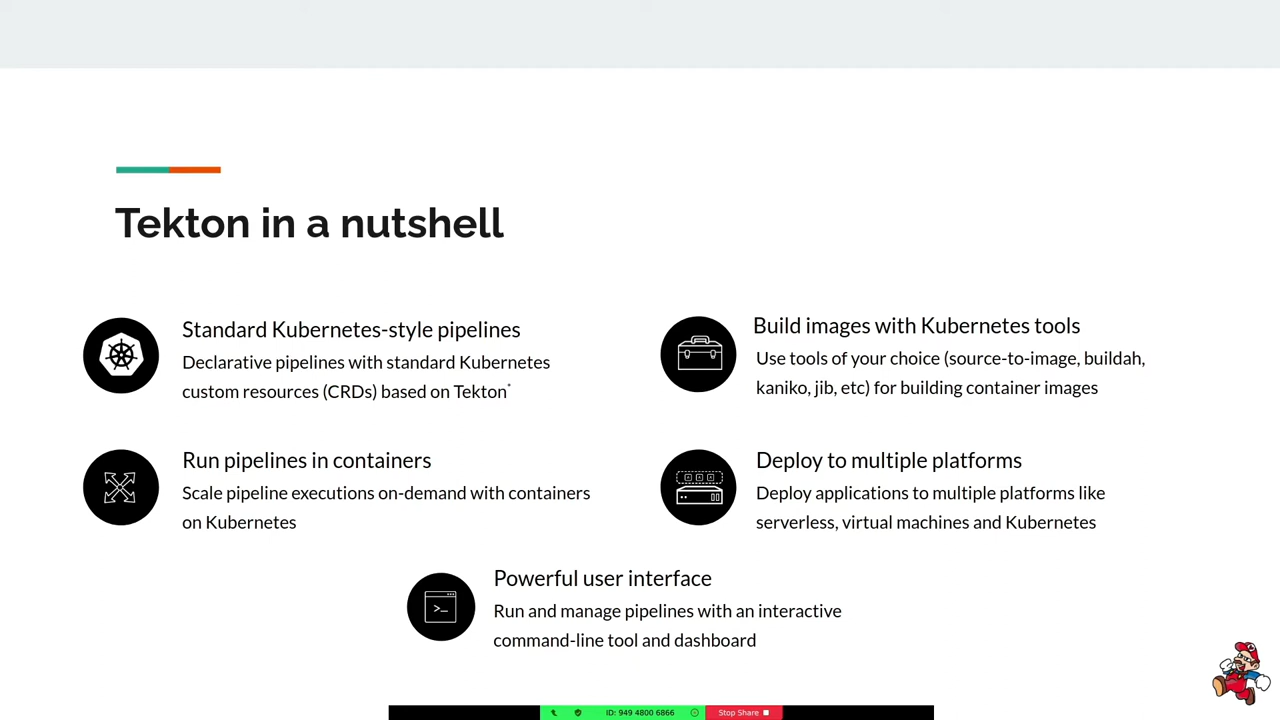 Tekton in a nutshell
Standard Kubernetes-style pipelines
Declarative pipelines with standard Kubernetes
custom resources (CRDs) based on Tekton*
Build images with Kubernetes tools
Use tools of your choice (source-to-image, buildah,
kaniko, jib, etc) for building container images
Run pipelines in containers
Scale pipeline executions on-demand with containers
on Kubernetes
Deploy to multiple platforms
Deploy applications to multiple platforms like
serverless, virtual machines and Kubernetes
Powerful user interface
Run and manage pipelines with an interactive
command-line tool and dashboard
ID: 949 4800 6866
Stop Share